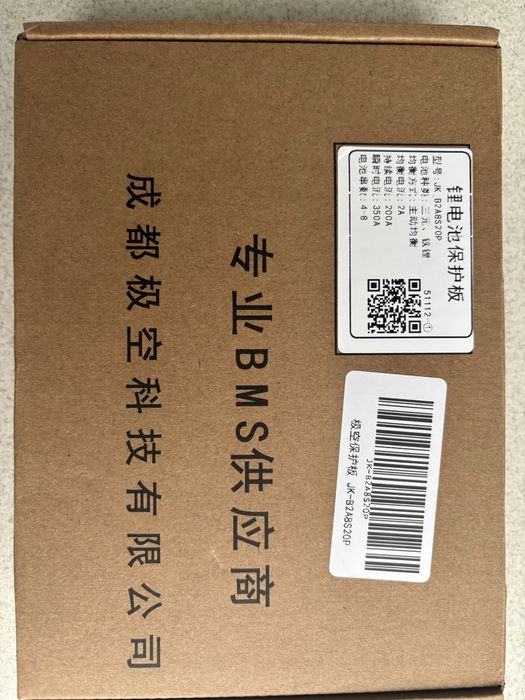 锂电池保护板
51112-①
型号:JK B2A8S20P
电池种类:三元、铁锂
均衡方式:主动均衡
均衡电流:2A
持续电流:200A
瞬时电流:350A
电池串数:4-8
JK-B2A8S20P
极空保护板 JK-B2A8S20P
专业BMS供应商
成都极空科技有限公司